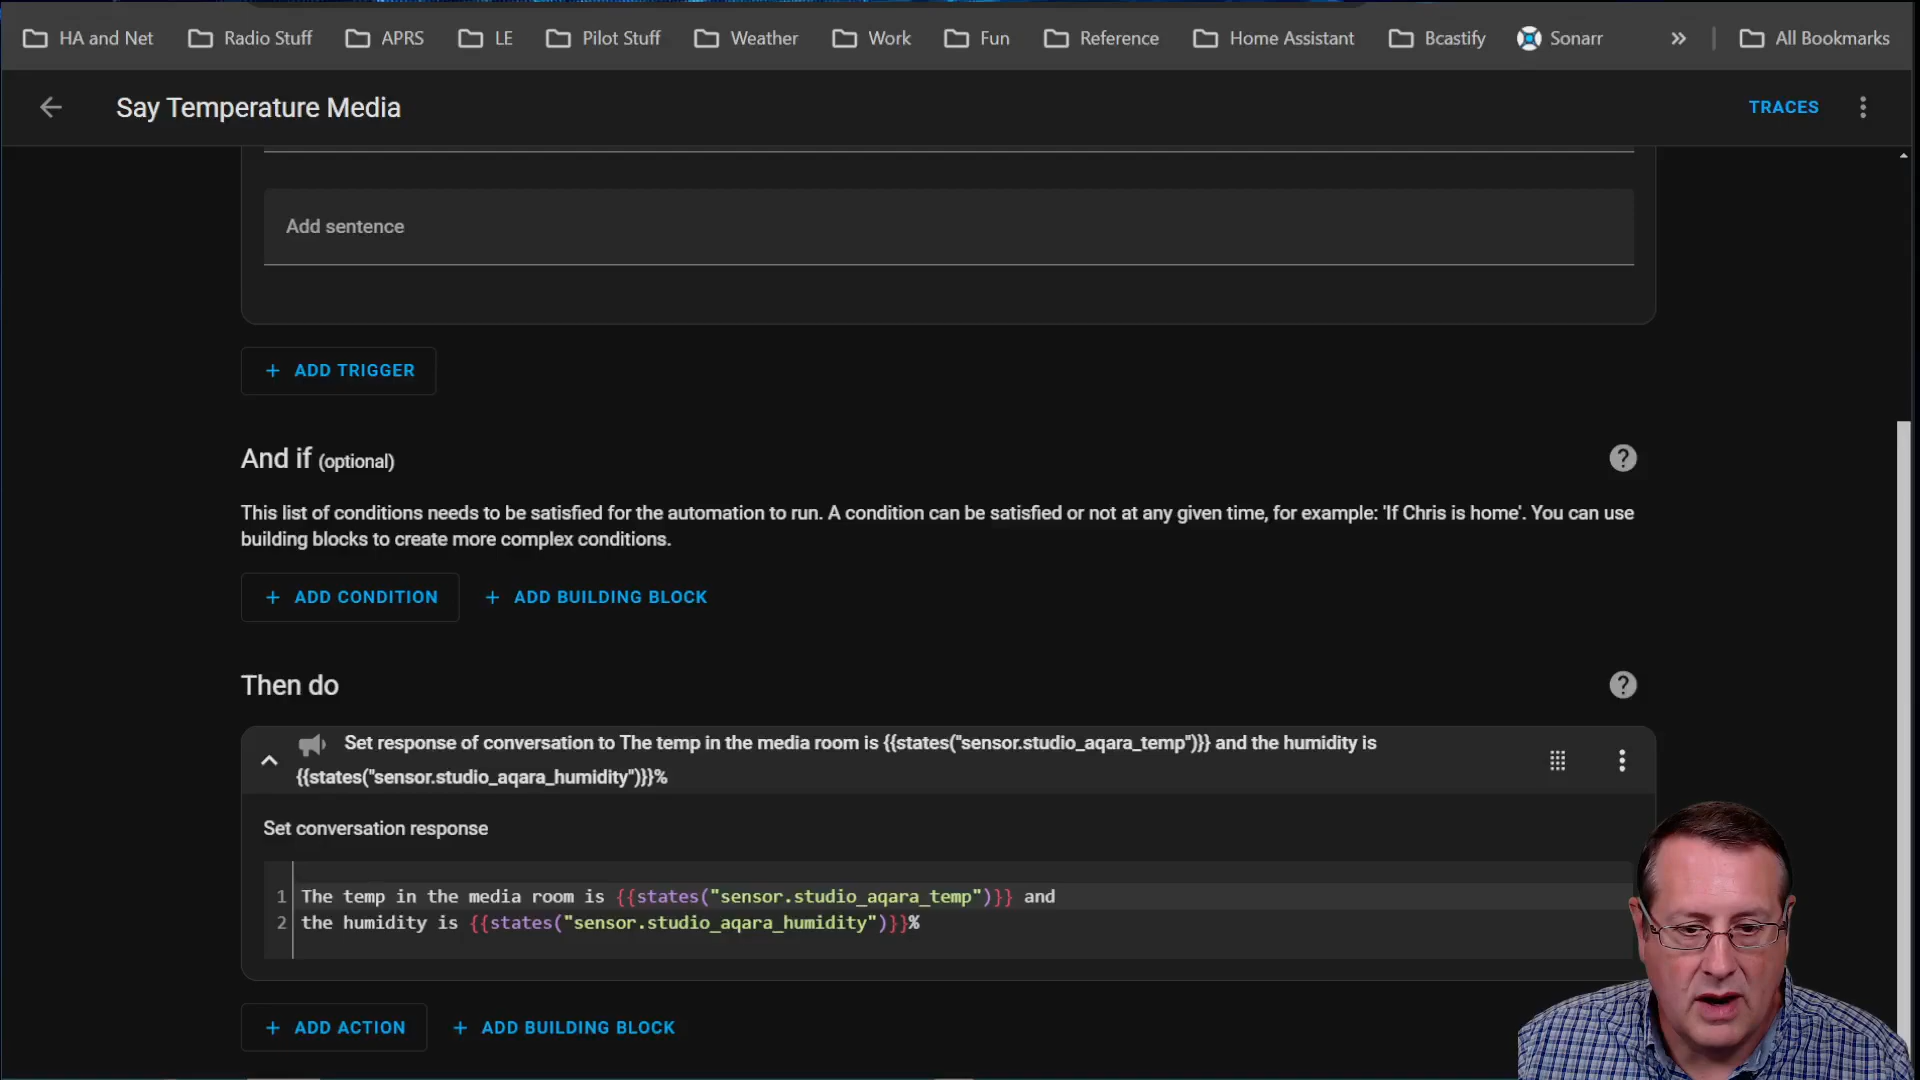 HA and Net Radio Stuff APRS LE Pilot Stuff Weather Work Fun Reference Home Assistant Bcastify Sonarr » All Bookmarks
Say Temperature Media TRACES
Add sentence
+ ADD TRIGGER
And if (optional) ?
This list of conditions needs to be satisfied for the automation to run. A condition can be satisfied or not at any given time, for example: 'If Chris is home'. You can use
building blocks to create more complex conditions.
+ ADD CONDITION + ADD BUILDING BLOCK
Then do ?
Set response of conversation to The temp in the media room is {{states("sensor.studio_aqara_temp")}} and the humidity is
{{states("sensor.studio_aqara_humidity")}}%
Set conversation response
1 The temp in the media room is {{states("sensor.studio_aqara_temp")}} and
2 the humidity is {{states("sensor.studio_aqara_humidity")}}%
+ ADD ACTION + ADD BUILDING BLOCK